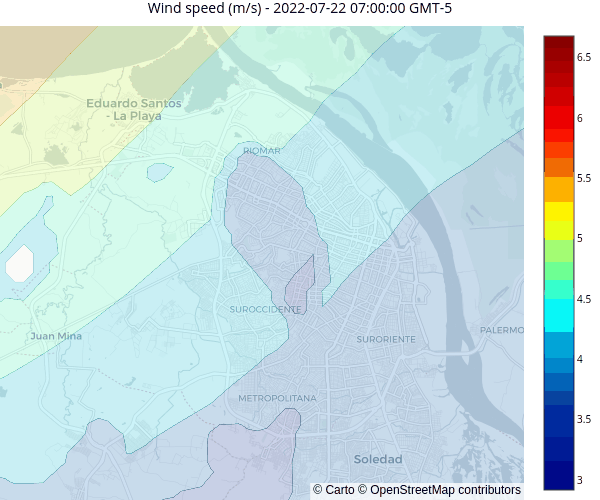 Wind speed (m/s) - 2022-07-22 07:00:00 GMT-5
Eduardo Santos
- La Playa
RIOMAR
SUROCCIDENTE
Juan Mina
SURORIENTE
PALERMO
METROPOLITANA
Soledad
© Carto © OpenStreetMap contributors
6.5
6
5.5
5
4.5
4
3.5
3